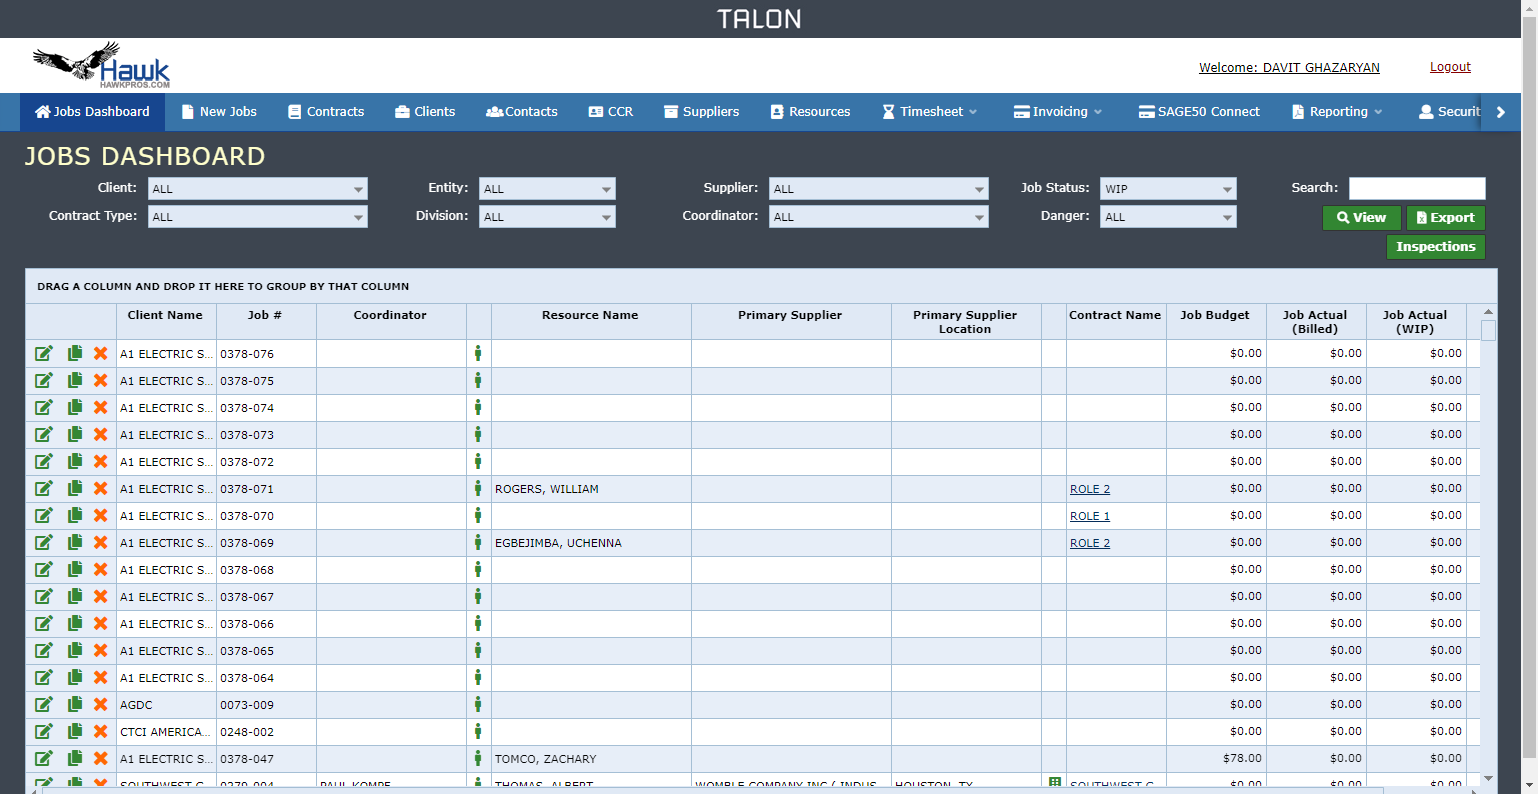 TALON
Hawk
HAWKPROS.COM
Welcome: DAVIT GHAZARYAN Logout
Jobs Dashboard New Jobs Contracts Clients Contacts CCR Suppliers Resources Timesheet Invoicing SAGE50 Connect Reporting Securit
JOBS DASHBOARD
Client: ALL Entity: ALL Supplier: ALL Job Status: WIP Search:
Contract Type: ALL Division: ALL Coordinator: ALL Danger: ALL View Export
Inspections
DRAG A COLUMN AND DROP IT HERE TO GROUP BY THAT COLUMN
Client Name Job # Coordinator Resource Name Primary Supplier Primary Supplier Location Contract Name Job Budget Job Actual (Billed) Job Actual (WIP)
A1 ELECTRIC S... 0378-076 $0.00 $0.00 $0.00
A1 ELECTRIC S... 0378-075 $0.00 $0.00 $0.00
A1 ELECTRIC S... 0378-074 $0.00 $0.00 $0.00
A1 ELECTRIC S... 0378-073 $0.00 $0.00 $0.00
A1 ELECTRIC S... 0378-072 $0.00 $0.00 $0.00
A1 ELECTRIC S... 0378-071 ROGERS, WILLIAM ROLE 2 $0.00 $0.00 $0.00
A1 ELECTRIC S... 0378-070 ROLE 1 $0.00 $0.00 $0.00
A1 ELECTRIC S... 0378-069 EGBEJIMBA, UCHENNA ROLE 2 $0.00 $0.00 $0.00
A1 ELECTRIC S... 0378-068 $0.00 $0.00 $0.00
A1 ELECTRIC S... 0378-067 $0.00 $0.00 $0.00
A1 ELECTRIC S... 0378-066 $0.00 $0.00 $0.00
A1 ELECTRIC S... 0378-065 $0.00 $0.00 $0.00
A1 ELECTRIC S... 0378-064 $0.00 $0.00 $0.00
AGDC 0073-009 $0.00 $0.00 $0.00
CTCI AMERICA... 0248-002 $0.00 $0.00 $0.00
A1 ELECTRIC S... 0378-047 TOMCO, ZACHARY $78.00 $0.00 $0.00
SOUTHWEST G... 0270-004 THOMAS, ALBERT WOMBLE COMPANY INC ( INDUS... HOUSTON, TX SOUTHWEST G... $0.00 $0.00 $0.00